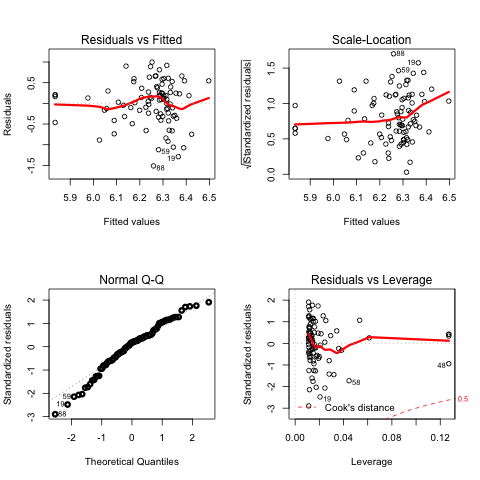 Residuals vs Fitted
Residuals
0.5
-0.5
-1.5
59
19
88
5.9 6.0 6.1 6.2 6.3 6.4 6.5
Fitted values
Scale-Location
√|Standardized residuals|
1.5
1.0
0.5
0.0
88
19
59
5.9 6.0 6.1 6.2 6.3 6.4 6.5
Fitted values
Normal Q-Q
Standardized residuals
2
1
0
-1
-2
-3
59
19
88
-2 -1 0 1 2
Theoretical Quantiles
Residuals vs Leverage
Standardized residuals
2
1
0
-1
-2
-3
48
58
19
0.5
Cook's distance
0.00 0.04 0.08 0.12
Leverage